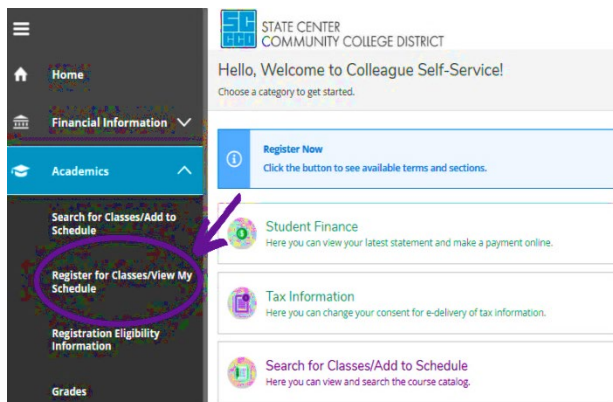 SC
CCD
STATE CENTER
COMMUNITY COLLEGE DISTRICT
Home
Financial Information
Academics
Search for Classes/Add to
Schedule
Register for Classes/View My
Schedule
Registration Eligibility
Information
Grades
Hello, Welcome to Colleague Self-Service!
Choose a category to get started.
Register Now
Click the button to see available terms and sections.
Student Finance
Here you can view your latest statement and make a payment online.
Tax Information
Here you can change your consent for e-delivery of tax information.
Search for Classes/Add to Schedule
Here you can view and search the course catalog.